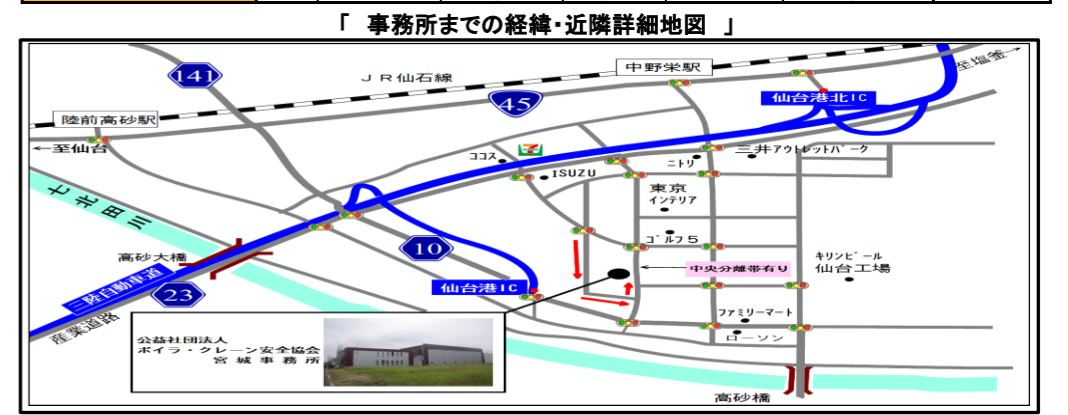 「 事務所までの経緯・近隣詳細地図 」
141
JR仙石線
中野栄駅
至塩釜
45
仙台港北IC
陸前高砂駅
←至仙台
ココス
7
ISUZU
ニトリ
三井アウトレットパーク
東京
インテリア
七北田川
ゴルフ5
高砂大橋
10
中央分離帯有り
キリンビール
仙台工場
三陸自動車道
23
仙台港IC
産業道路
ファミリーマート
ローソン
公益社団法人
ボイラ・クレーン安全協会
宮城事務所
高砂橋